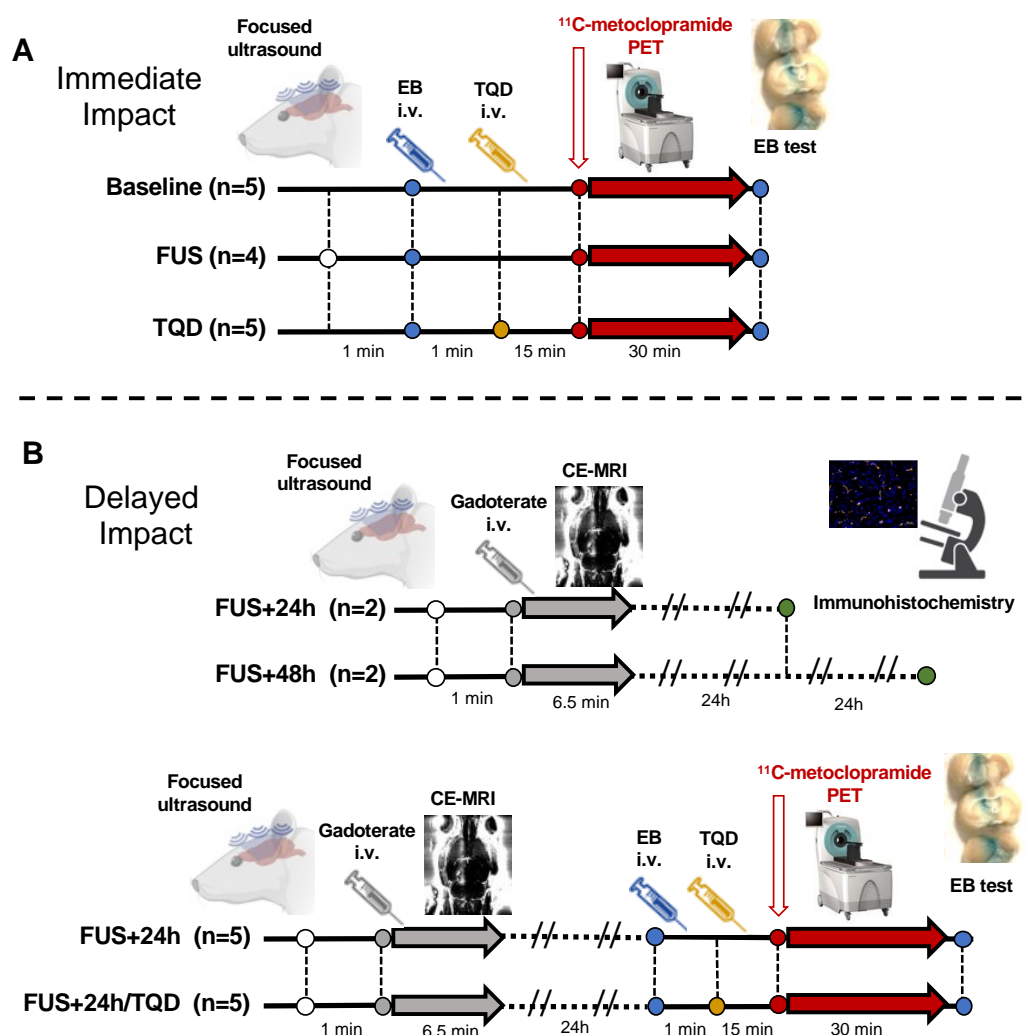 A
Immediate
Impact
Focused
ultrasound
EB
i.v.
TQD
i.v.
¹¹C-metoclopramide
PET
EB test
Baseline (n=5)
FUS (n=4)
TQD (n=5)
1 min
1 min
15 min
30 min
B
Delayed
Impact
Focused
ultrasound
Gadoterate
i.v.
CE-MRI
Immunohistochemistry
FUS+24h (n=2)
FUS+48h (n=2)
1 min
6.5 min
24h
24h
Focused
ultrasound
Gadoterate
i.v.
CE-MRI
EB
i.v.
TQD
i.v.
¹¹C-metoclopramide
PET
EB test
FUS+24h (n=5)
FUS+24h/TQD (n=5)
1 min
6.5 min
24h
1 min
15 min
30 min